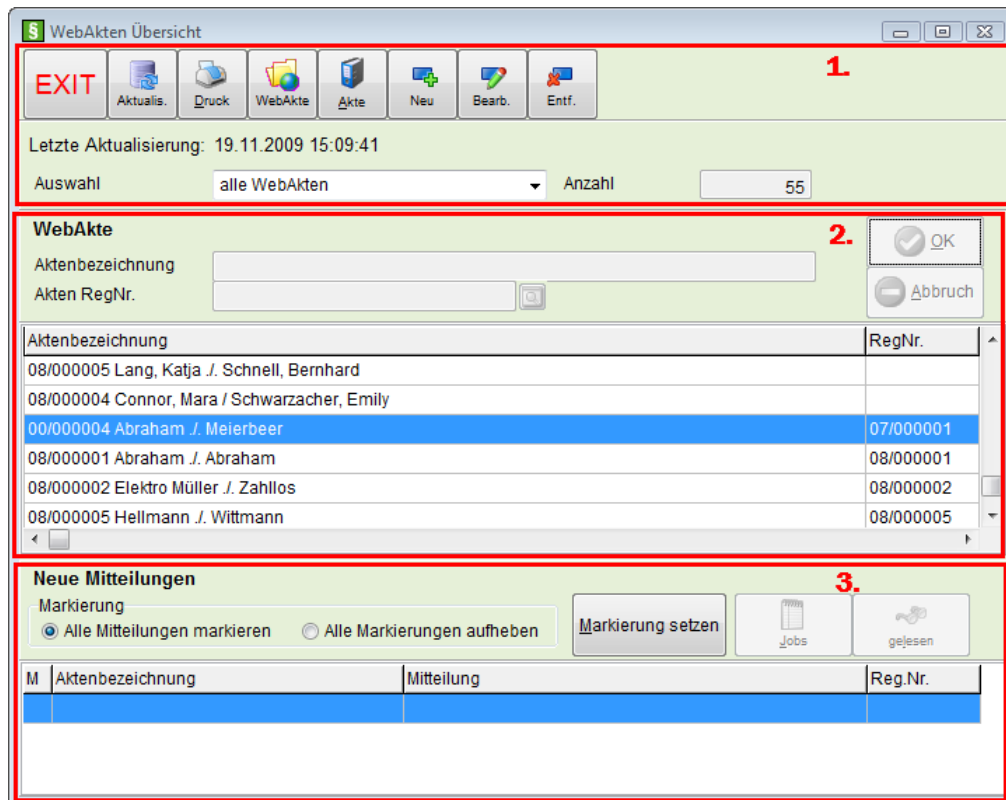 § WebAkten Übersicht
1.
EXIT Aktualis. Druck WebAkte Akte Neu Bearb. Entf.
Letzte Aktualisierung: 19.11.2009 15:09:41
Auswahl alle WebAkten Anzahl 55
WebAkte
2.
OK
Aktenbezeichnung
Akten RegNr.
Abbruch
Aktenbezeichnung RegNr.
08/000005 Lang, Katja ./. Schnell, Bernhard
08/000004 Connor, Mara / Schwarzacher, Emily
00/000004 Abraham ./. Meierbeer 07/000001
08/000001 Abraham ./. Abraham 08/000001
08/000002 Elektro Müller ./. Zahllos 08/000002
08/000005 Hellmann ./. Wittmann 08/000005
Neue Mitteilungen
3.
Markierung
Alle Mitteilungen markieren Alle Markierungen aufheben Markierung setzen Jobs gelesen
M Aktenbezeichnung Mitteilung Reg.Nr.